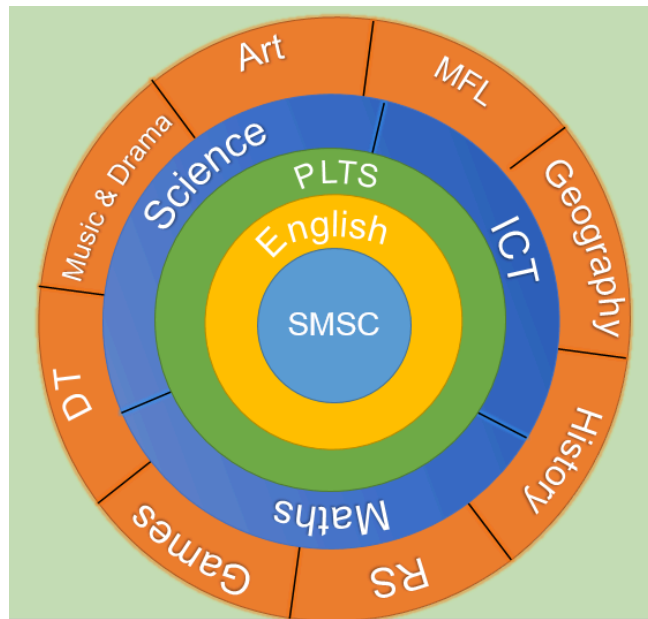 Art
MFL
Geography
History
RS
Games
DT
Music & Drama
Science
ICT
Maths
PLTS
English
SMSC